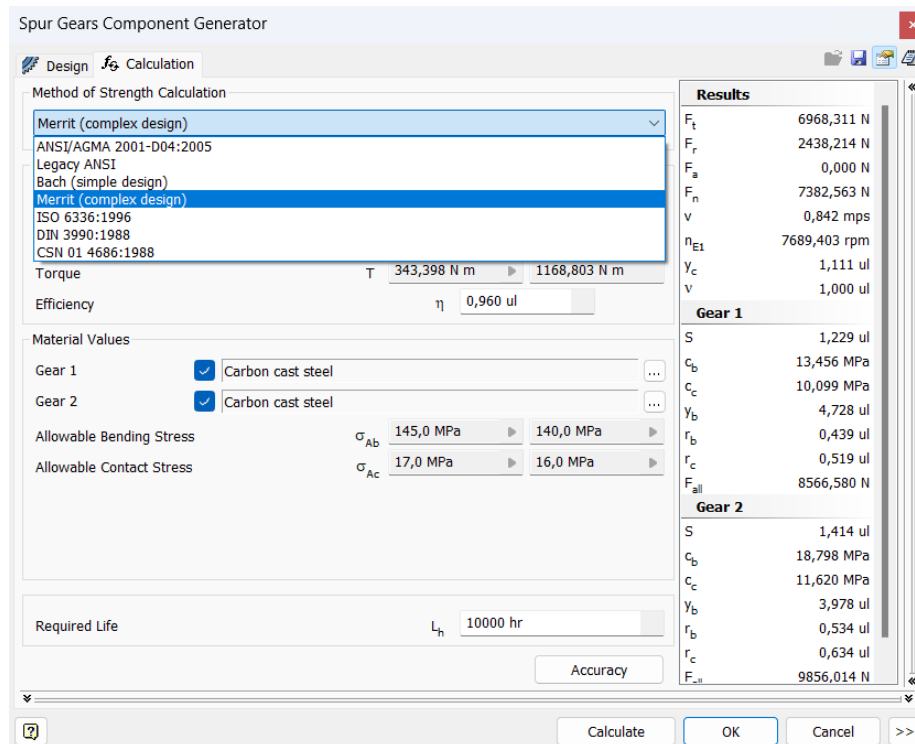 Spur Gears Component Generator
Design
Calculation
Method of Strength Calculation
Merrit (complex design)
ANSI/AGMA 2001-D04:2005
Legacy ANSI
Bach (simple design)
Merrit (complex design)
ISO 6336:1996
DIN 3990:1988
CSN 01 4686:1988
Torque T 343,398 N m 1168,803 N m
Efficiency η 0,960 ul
Material Values
Gear 1 Carbon cast steel ...
Gear 2 Carbon cast steel ...
Allowable Bending Stress σAb 145,0 MPa 140,0 MPa
Allowable Contact Stress σAc 17,0 MPa 16,0 MPa
Required Life Lh 10000 hr
Accuracy
Results
Ft 6968,311 N
Fr 2438,214 N
Fa 0,000 N
Fn 7382,563 N
v 0,842 mps
nE1 7689,403 rpm
yc 1,111 ul
ν 1,000 ul
Gear 1
S 1,229 ul
cb 13,456 MPa
cc 10,099 MPa
yb 4,728 ul
rb 0,439 ul
rc 0,519 ul
Fall 8566,580 N
Gear 2
S 1,414 ul
cb 18,798 MPa
cc 11,620 MPa
yb 3,978 ul
rb 0,534 ul
rc 0,634 ul
Fall 9856,014 N
Calculate OK Cancel >>